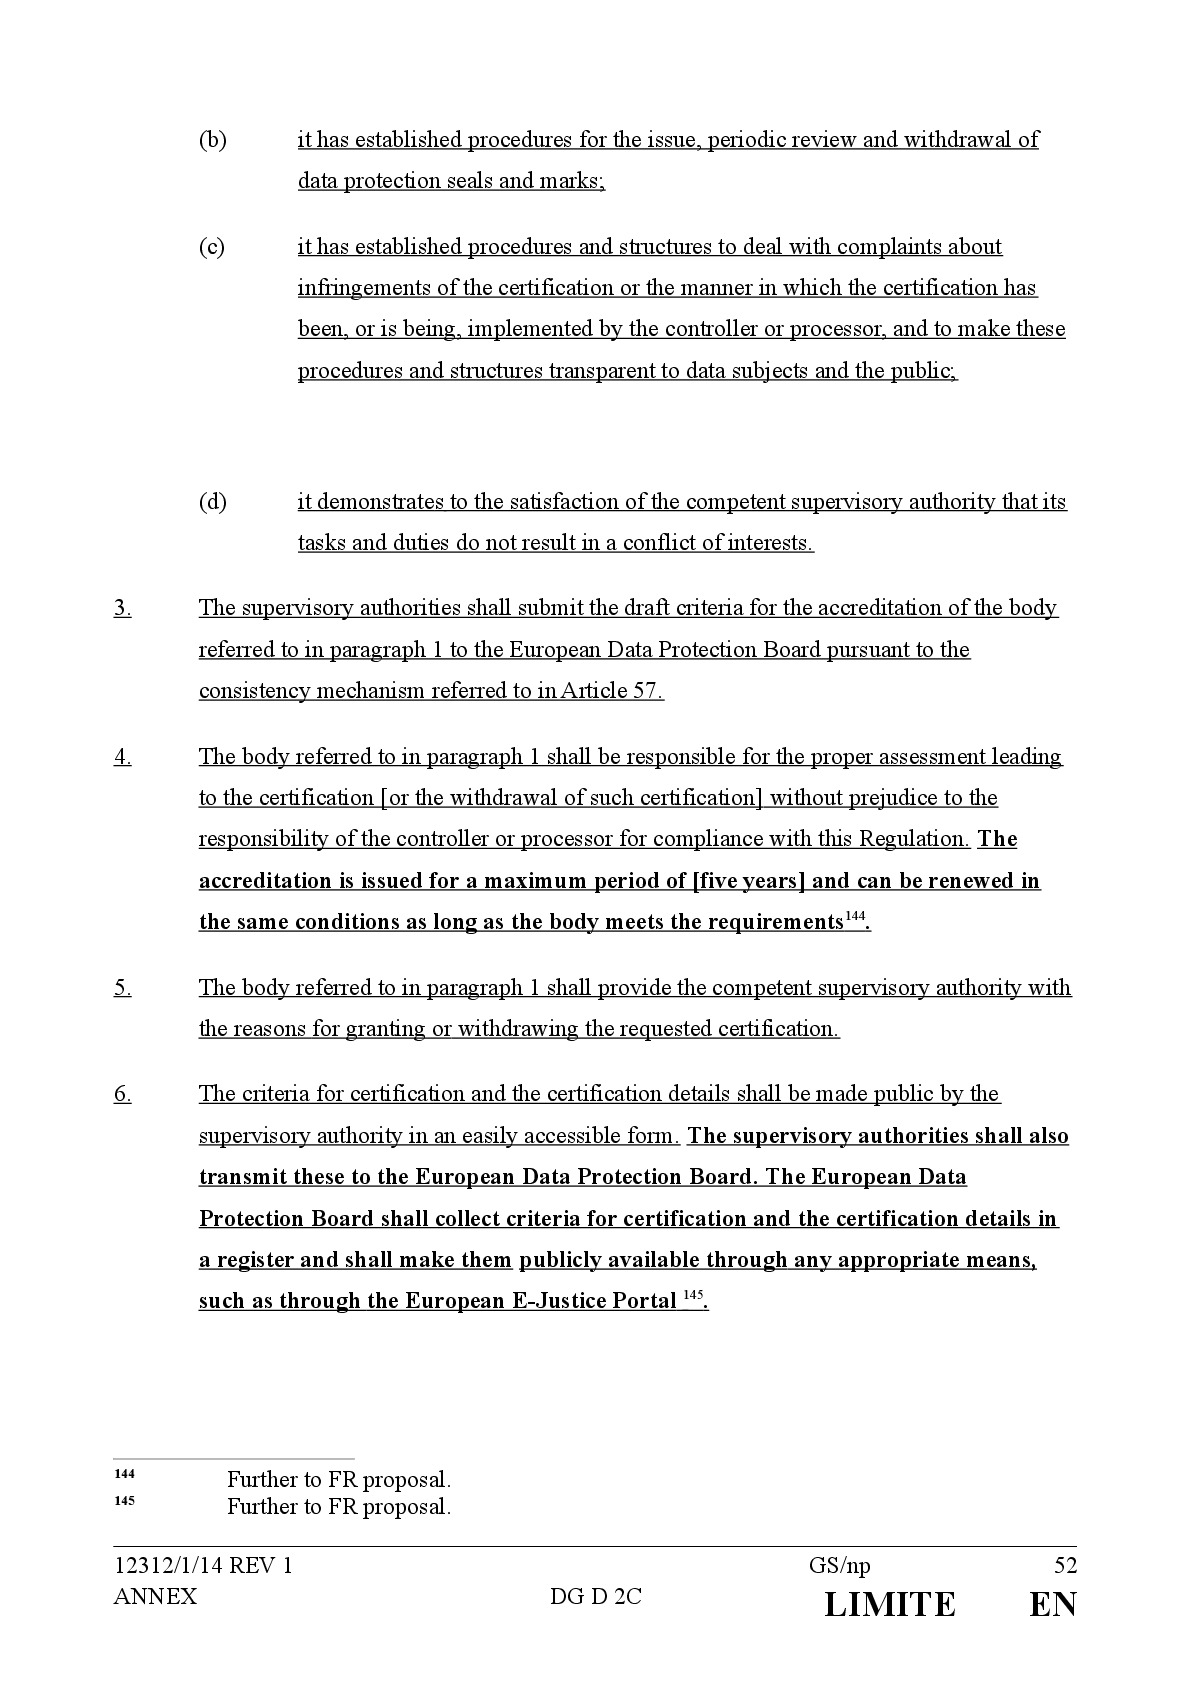 (b) it has established procedures for the issue, periodic review and withdrawal of
data protection seals and marks;
(c) it has established procedures and structures to deal with complaints about
infringements of the certification or the manner in which the certification has
been, or is being, implemented by the controller or processor, and to make these
procedures and structures transparent to data subjects and the public;
(d) it demonstrates to the satisfaction of the competent supervisory authority that its
tasks and duties do not result in a conflict of interests.
3. The supervisory authorities shall submit the draft criteria for the accreditation of the body
referred to in paragraph 1 to the European Data Protection Board pursuant to the
consistency mechanism referred to in Article 57.
4. The body referred to in paragraph 1 shall be responsible for the proper assessment leading
to the certification [or the withdrawal of such certification] without prejudice to the
responsibility of the controller or processor for compliance with this Regulation. The
accreditation is issued for a maximum period of [five years] and can be renewed in
the same conditions as long as the body meets the requirements144.
5. The body referred to in paragraph 1 shall provide the competent supervisory authority with
the reasons for granting or withdrawing the requested certification.
6. The criteria for certification and the certification details shall be made public by the
supervisory authority in an easily accessible form. The supervisory authorities shall also
transmit these to the European Data Protection Board. The European Data
Protection Board shall collect criteria for certification and the certification details in
a register and shall make them publicly available through any appropriate means,
such as through the European E-Justice Portal 145.
144 Further to FR proposal.
145 Further to FR proposal.
12312/1/14 REV 1 GS/np 52
ANNEX DG D 2C LIMITE EN